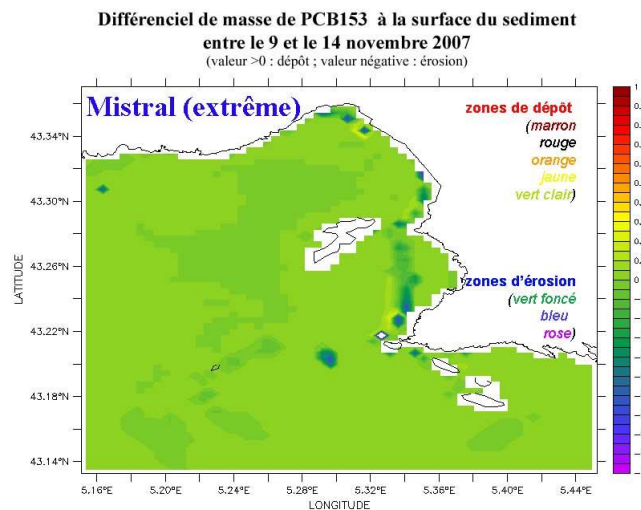 Différenciel de masse de PCB153 à la surface du sediment
entre le 9 et le 14 novembre 2007
(valeur >0 : dépôt ; valeur négative : érosion)
Mistral (extrême)
zones de dépôt
(marron
rouge
orange
jaune
vert clair)
zones d'érosion
(vert foncé
bleu
rose)
LATITUDE
43.34°N
43.30°N
43.26°N
43.22°N
43.18°N
43.14°N
5.16°E 5.20°E 5.24°E 5.28°E 5.32°E 5.36°E 5.40°E 5.44°E
LONGITUDE
1